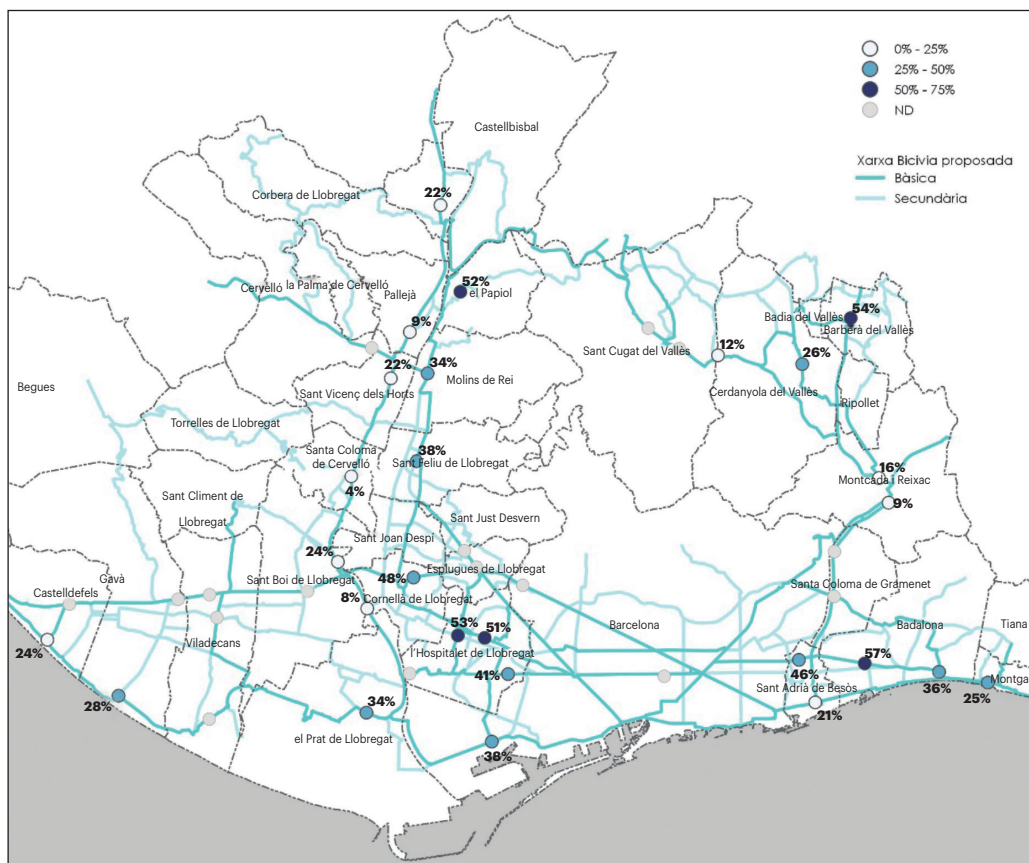 0% - 25%
25% - 50%
50% - 75%
ND
Xarxa Bicivia proposada
Bàsica
Secundària
Castellbisbal
22%
Corbera de Llobregat
la Palma de Cervelló
Cervelló
Pallejà
52%
el Papiol
9%
34%
22%
Molins de Rei
Sant Vicenç dels Horts
Begues
Torrelles de Llobregat
Sant Cugat del Vallès
12%
Badia del Vallès
54%
Barberà del Vallès
26%
Cerdanyola del Vallès
Ripollet
Santa Coloma
de Cervelló
38%
Sant Feliu de Llobregat
4%
16%
Montcada i Reixac
9%
Sant Climent de
Llobregat
Sant Just Desvern
Sant Joan Despí
24%
Esplugues de Llobregat
48%
Gavà
Castelldefels
Sant Boi de Llobregat
8%
Cornellà de Llobregat
Santa Coloma de Gramenet
Viladecans
53%
51%
Barcelona
Badalona
Tiana
l'Hospitalet de Llobregat
24%
41%
46%
57%
Sant Adrià de Besòs
36%
Montga
25%
28%
34%
21%
el Prat de Llobregat
38%